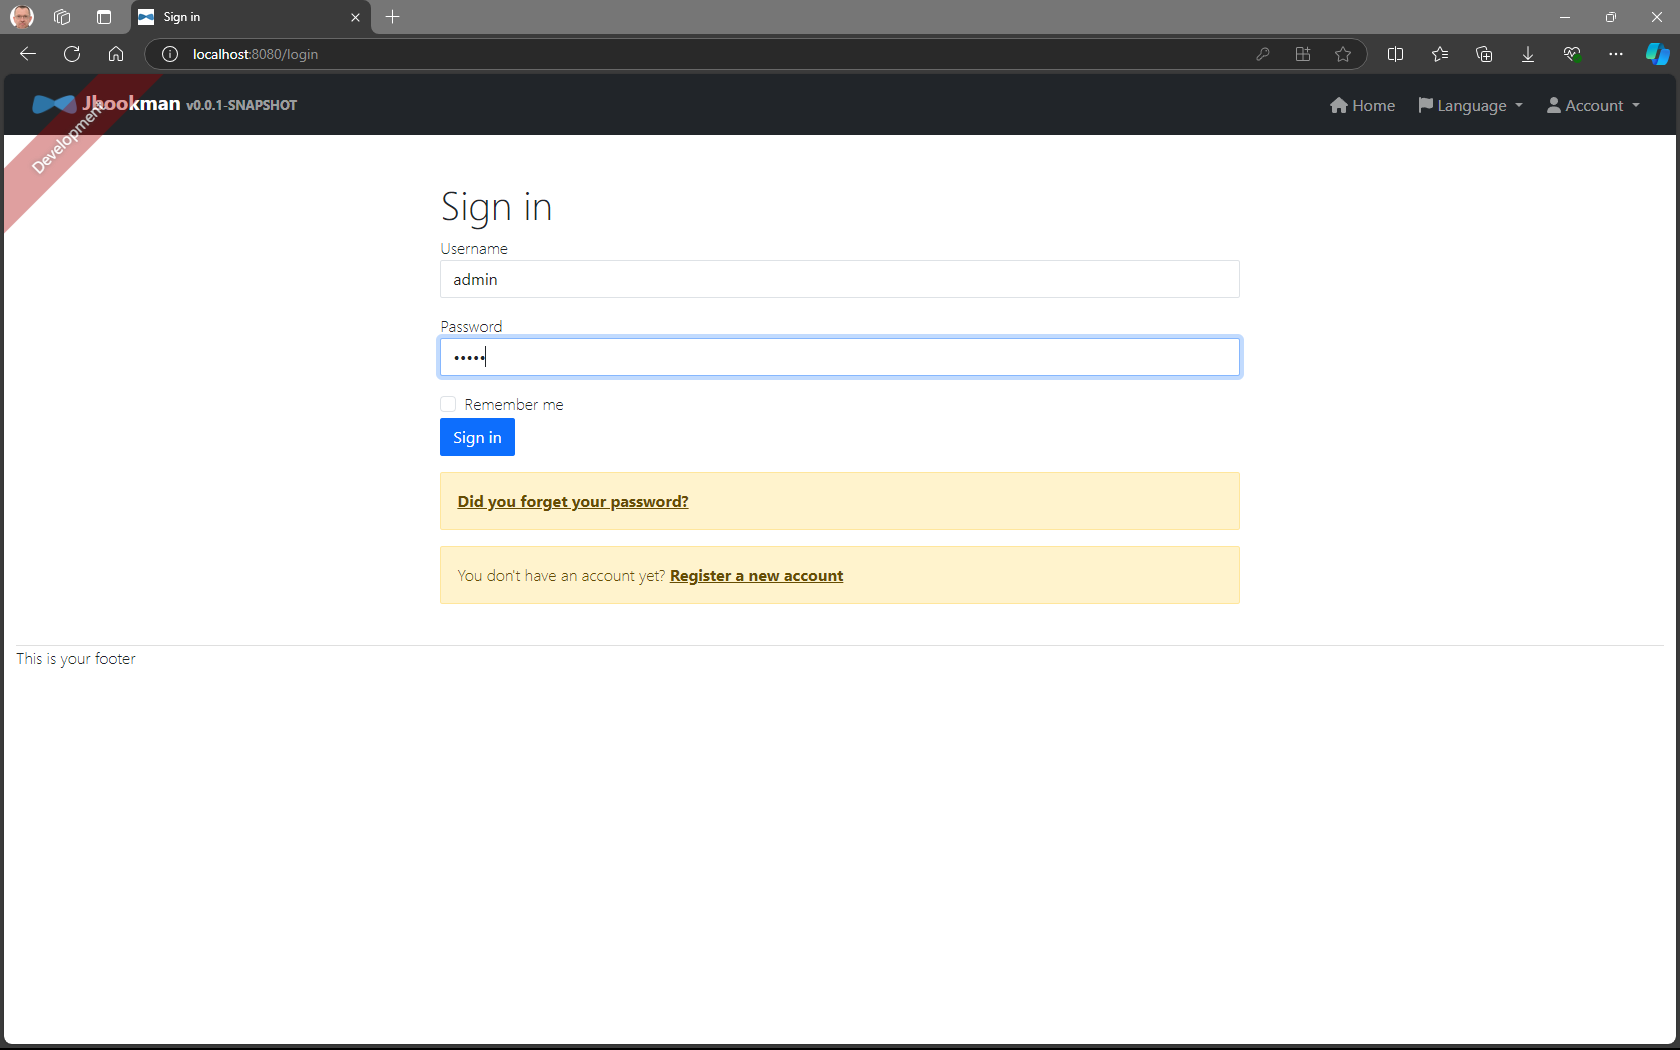 Sign in
localhost:8080/login
Jbookman v0.0.1-SNAPSHOT
Home Language Account
Development
Sign in
Username
admin
Password
•••••
Remember me
Sign in
Did you forget your password?
You don't have an account yet? Register a new account
This is your footer